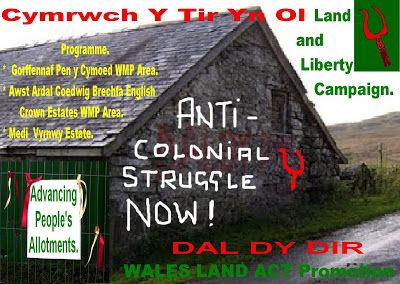 Cymrwch Y Tir Yn Ol
Land
and
Liberty
Campaign.
Programme.
* Gorffennaf Pen y Cymoed WMP Area.
* Awst Ardal Coedwig Brechfa English
Crown Estates WMP Area.
* Medi Vyrnwy Estate.
ANTI-
COLONIAL
STRUGGLE
NOW!
Advancing
People's
Allotments.
DAL DY DIR
WALES LAND ACT Promotion